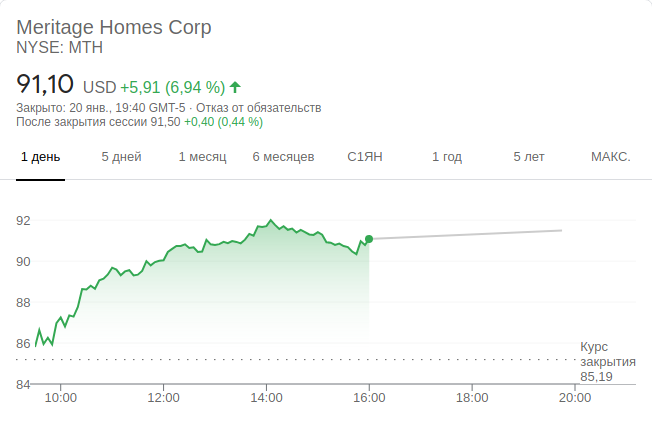 Meritage Homes Corp
NYSE: MTH
91,10 USD +5,91 (6,94 %)
Закрыто: 20 янв., 19:40 GMT-5 · Отказ от обязательств
После закрытия сессии 91,50 +0,40 (0,44 %)
1 день 5 дней 1 месяц 6 месяцев С1ЯН 1 год 5 лет МАКС.
92
90
88
86
84
Курс
закрытия
85,19
10:00 12:00 14:00 16:00 18:00 20:00